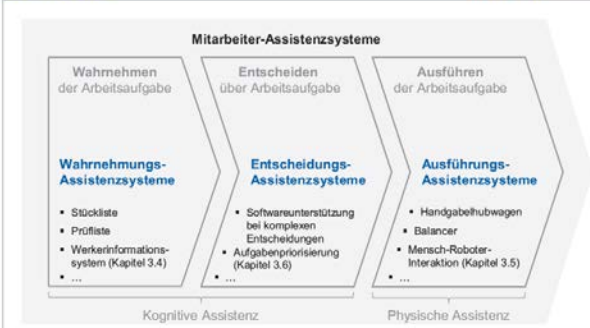 Mitarbeiter-Assistenzsysteme
Wahrnehmen
der Arbeitsaufgabe
Wahrnehmungs-
Assistenzsysteme
▪ Stückliste
▪ Prüfliste
▪ Werkerinformations-
system (Kapitel 3.4)
▪ ...
Entscheiden
über Arbeitsaufgabe
Entscheidungs-
Assistenzsysteme
▪ Softwareunterstützung
bei komplexen
Entscheidungen
▪ Aufgabenpriorisierung
(Kapitel 3.6)
▪ ...
Ausführen
der Arbeitsaufgabe
Ausführungs-
Assistenzsysteme
▪ Handgabelhubwagen
▪ Balancer
▪ Mensch-Roboter-
Interaktion (Kapitel 3.5)
▪ ...
Kognitive Assistenz
Physische Assistenz